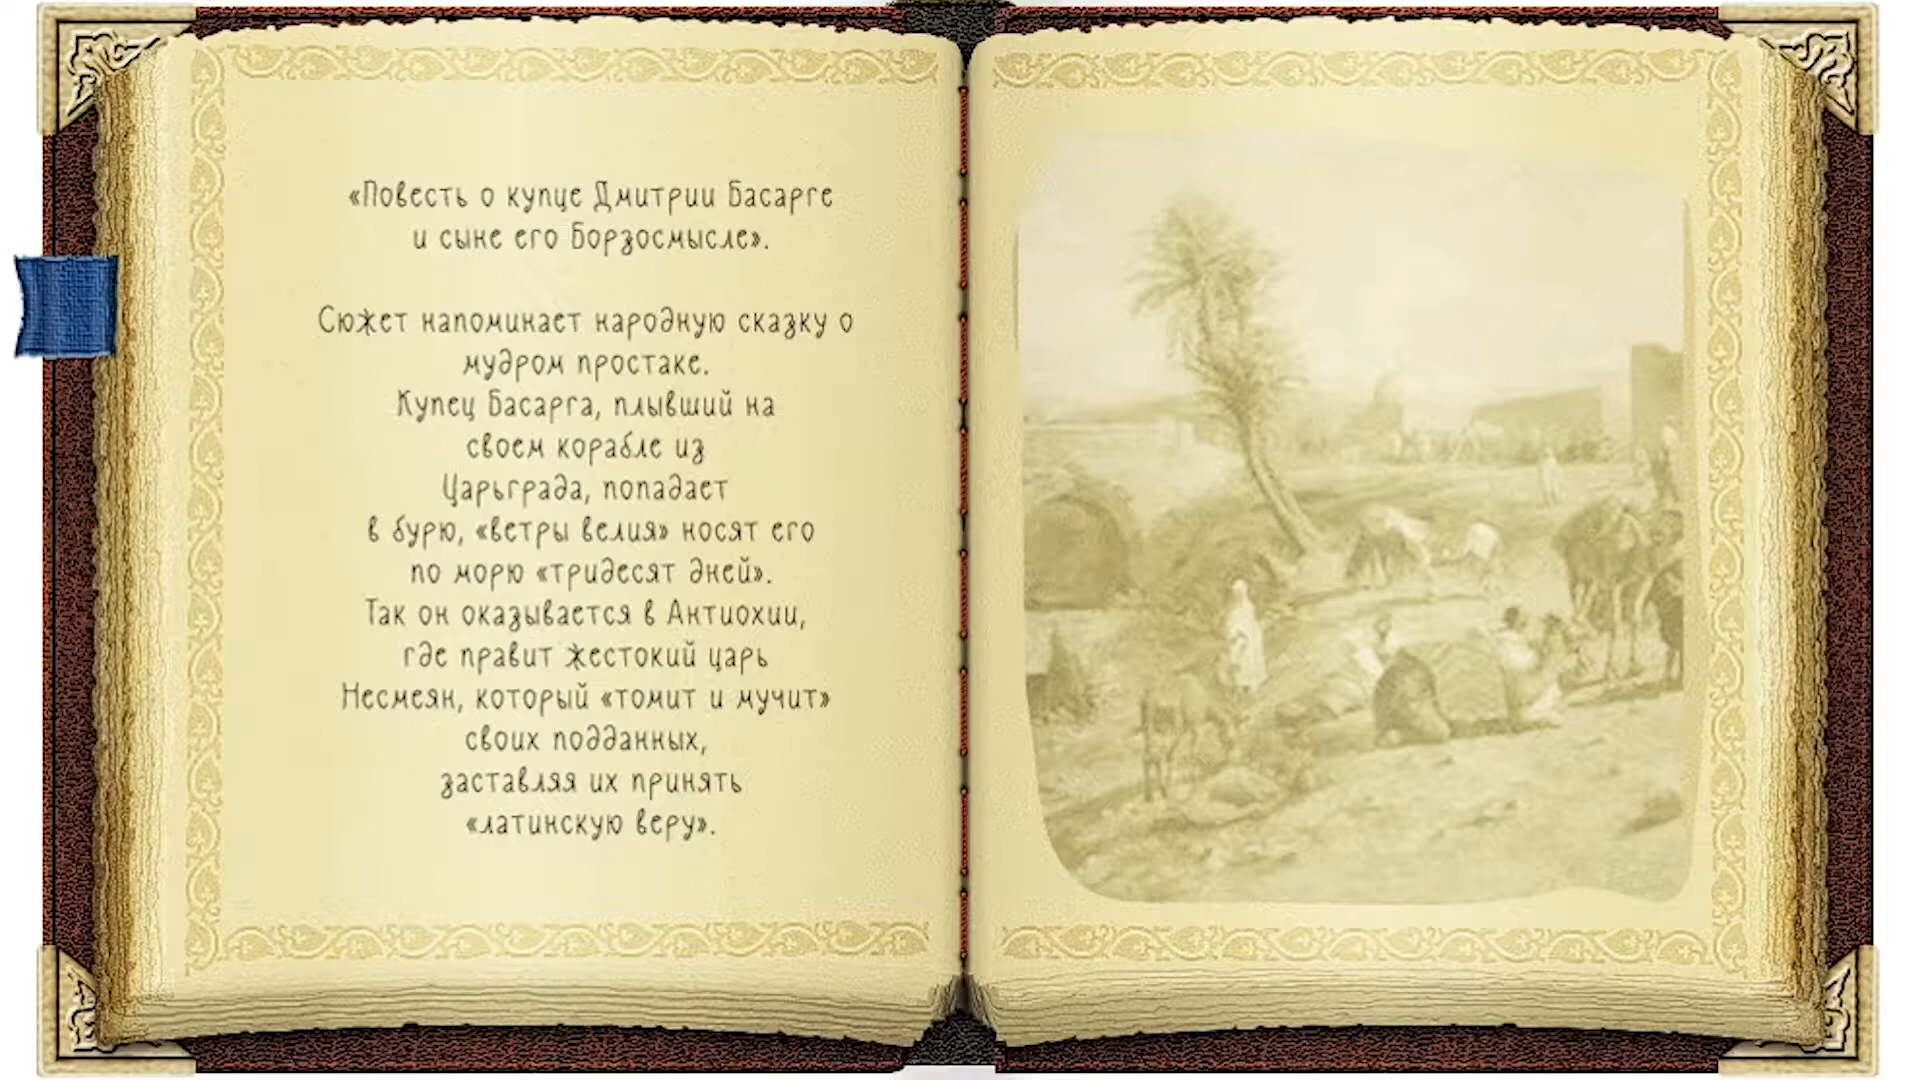 «Повесть о купце Дмитрии Басарге
и сыне его Борзосмысле».
Сюжет напоминает народную сказку о
мудром простаке.
Купец Басарга, плывший на
своем корабле из
Царьграда, попадает
в бурю, «ветры велия» носят его
по морю «тридесят дней».
Так он оказывается в Антиохии,
где правит жестокий царь
Несмеян, который «томит и мучит»
своих подданных,
заставляя их принять
«латинскую веру».